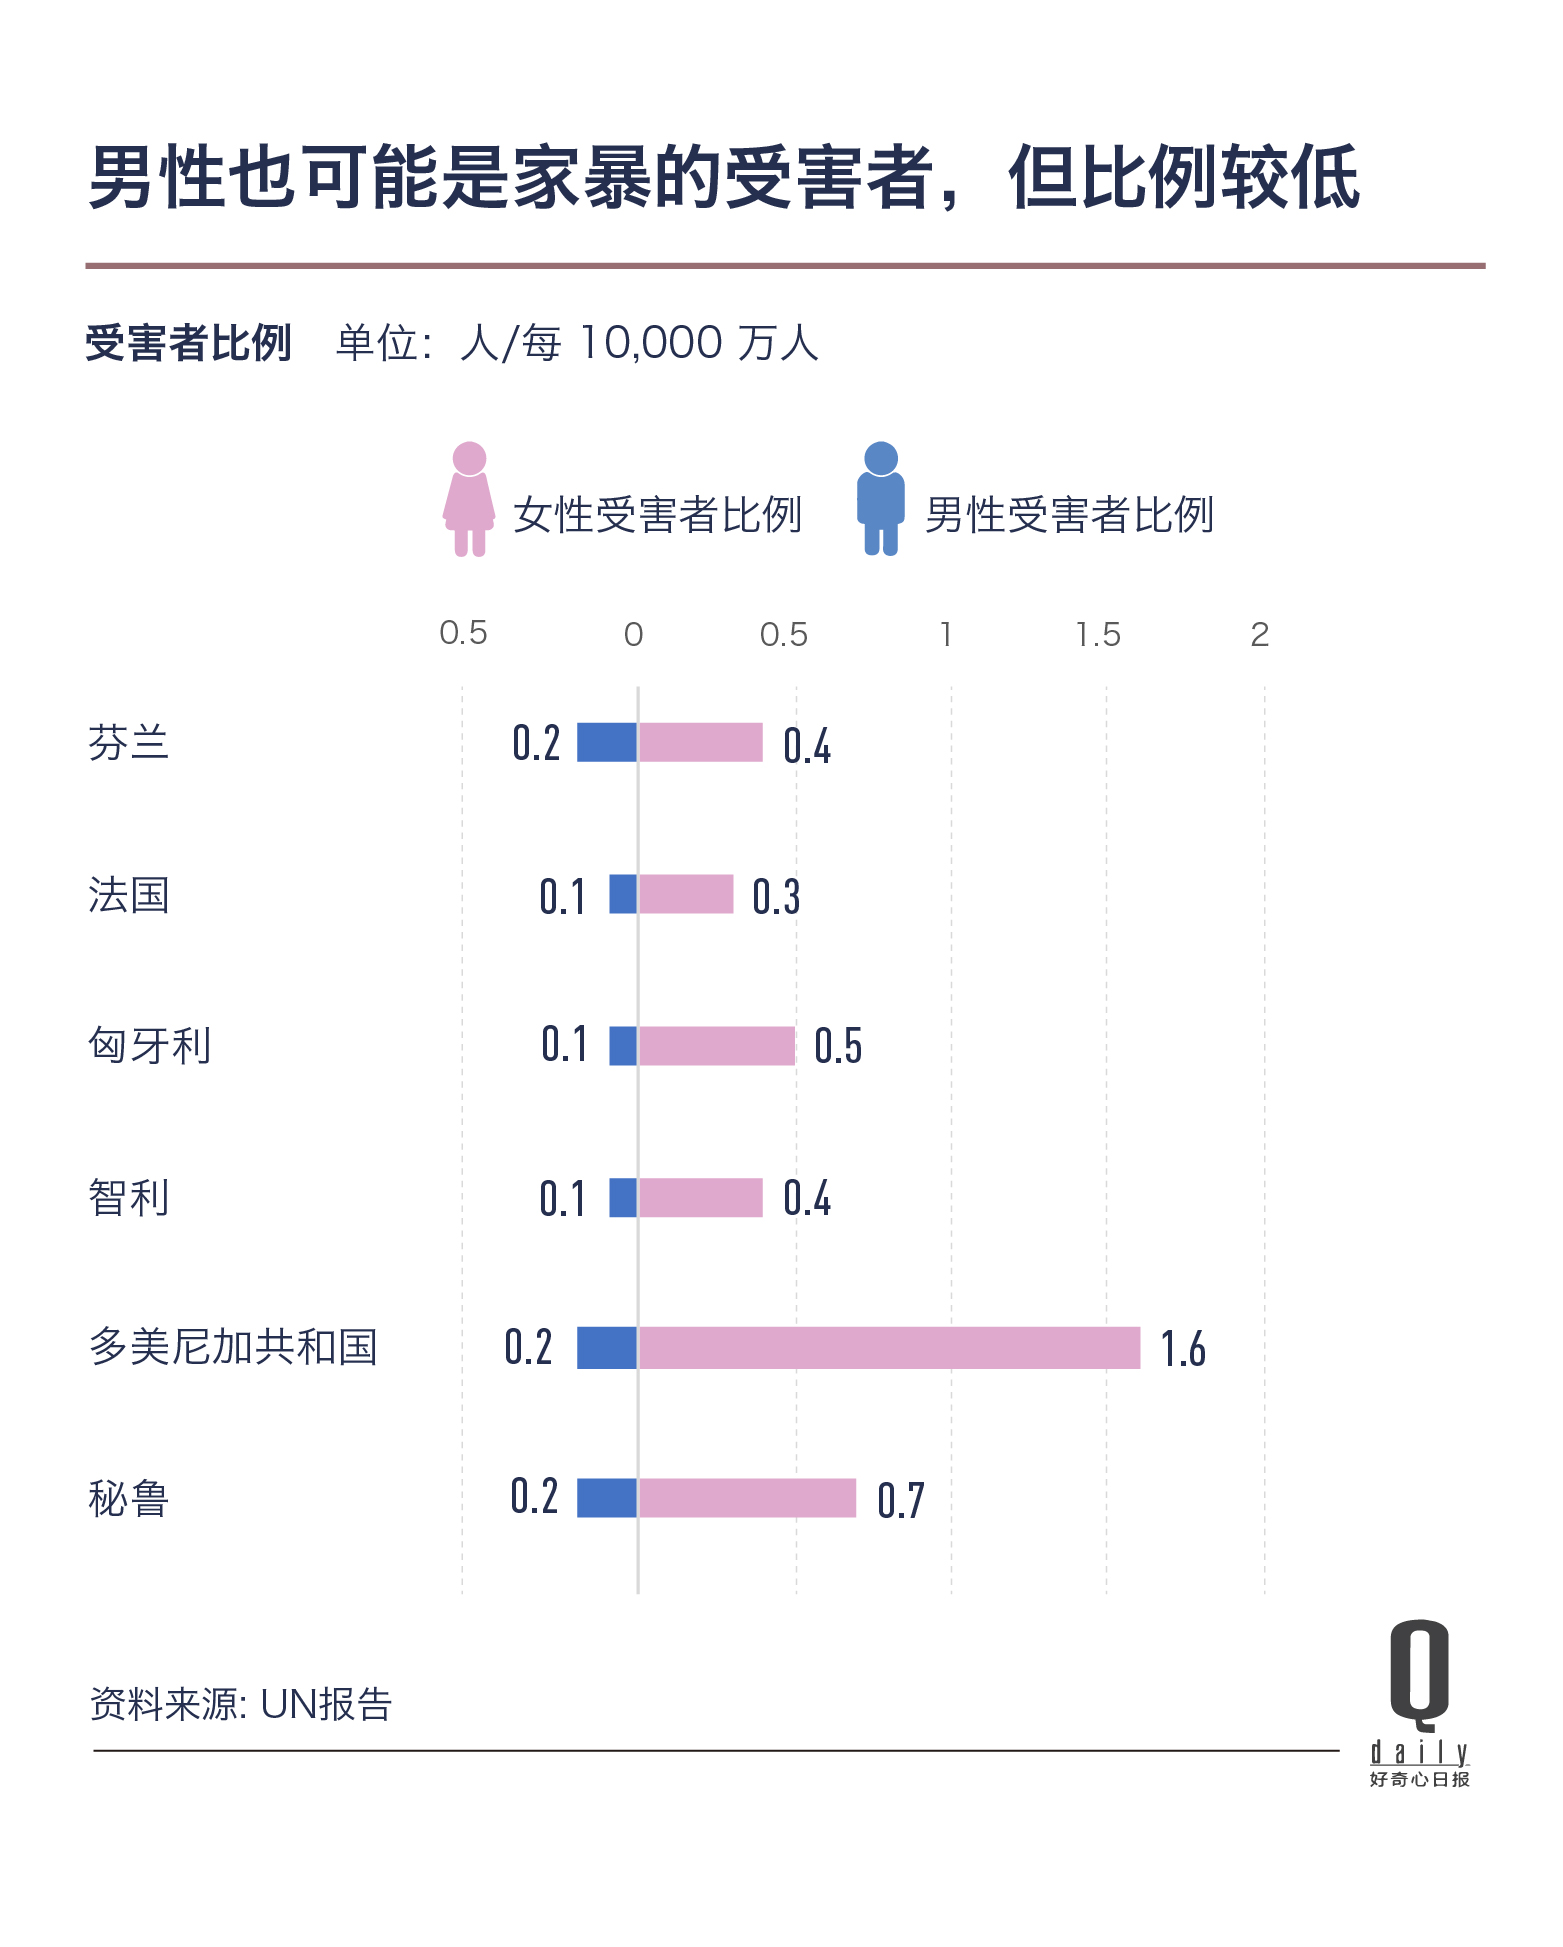 男性也可能是家暴的受害者，但比例较低
受害者比例 单位：人/每 10,000 万人
女性受害者比例 男性受害者比例
0.5 0 0.5 1 1.5 2
芬兰 0.2 0.4
法国 0.1 0.3
匈牙利 0.1 0.5
智利 0.1 0.4
多美尼加共和国 0.2 1.6
秘鲁 0.2 0.7
资料来源: UN报告
Q
daily
好奇心日报